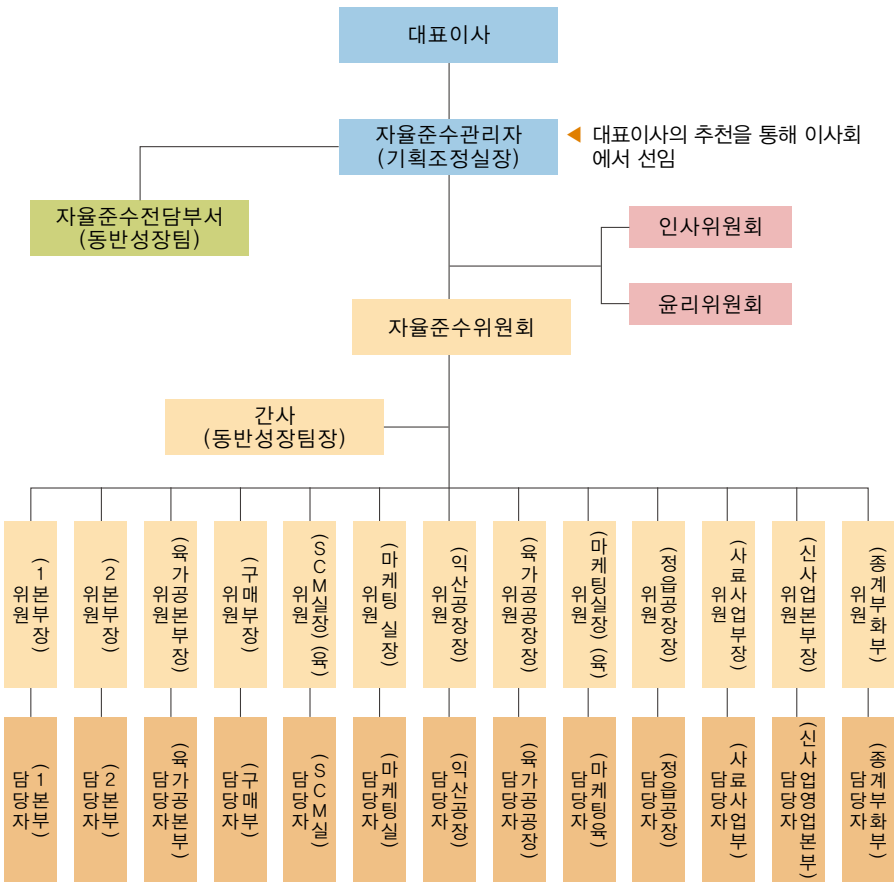 대표이사
자율준수관리자
(기획조정실장)
◀ 대표이사의 추천을 통해 이사회
에서 선임
자율준수전담부서
(동반성장팀)
인사위원회
윤리위원회
자율준수위원회
간사
(동반성장팀장)
위원
(1본부장)
위원
(2본부장)
위원
(육가공본부장)
위원
(구매부장)
위원
(SCM실장)(육)
위원
(마케팅 실장)
위원
(익산공장장)
위원
(육가공공장장)
위원
(마케팅실장)(육)
위원
(정읍공장장)
위원
(사료사업부장)
위원
(신사업본부장)
위원
(종계부화부)
담당자
(1본부)
담당자
(2본부)
담당자
(육가공본부)
담당자
(구매부)
담당자
(SCM실)
담당자
(마케팅실)
담당자
(익산공장)
담당자
(육가공공장)
담당자
(마케팅육)
담당자
(정읍공장)
담당자
(사료사업부)
담당자
(신사업영업본부)
담당자
(종계부화부)